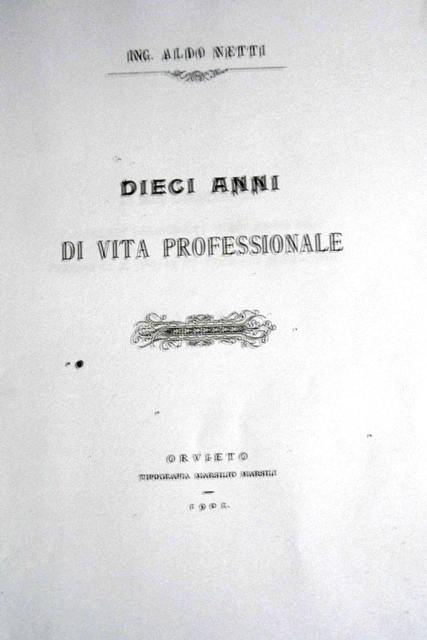 ING. ALDO NETTI
DIECI ANNI
DI VITA PROFESSIONALE
ORVIETO
TIPOGRAFIA MARSILIO MARSILI